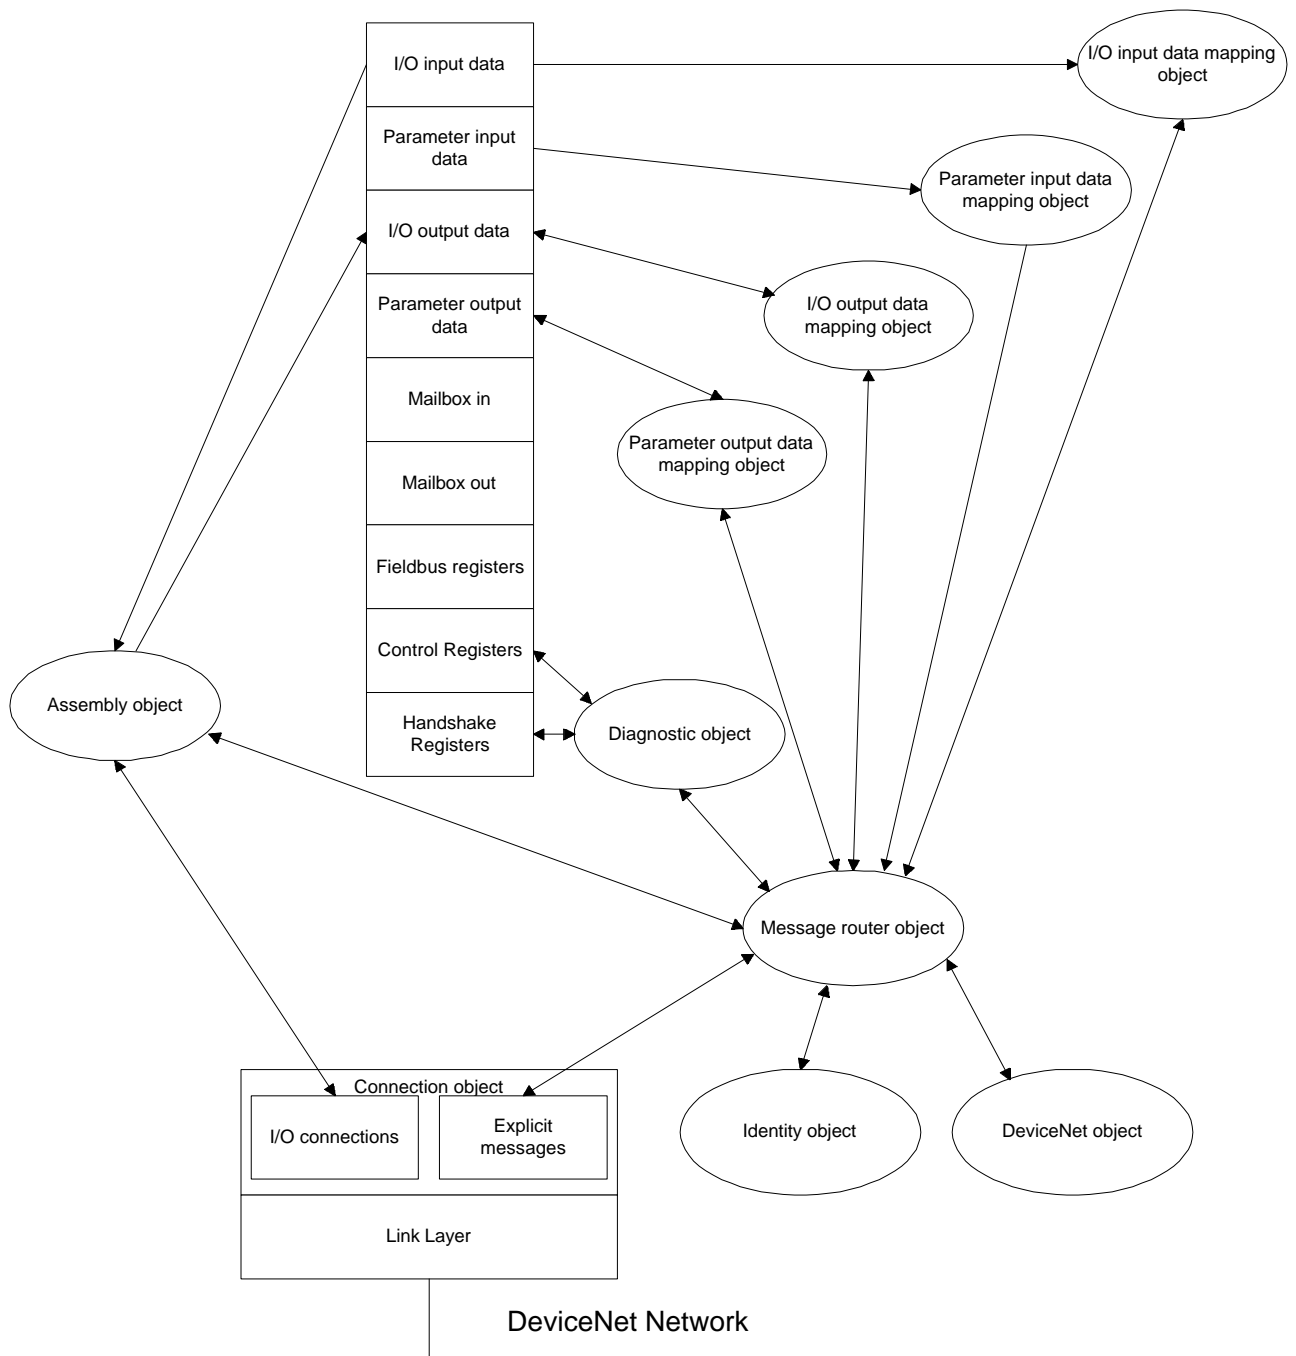 I/O input data
I/O input data mapping
object
Parameter input
data
Parameter input data
mapping object
I/O output data
I/O output data
mapping object
Parameter output
data
Mailbox in
Parameter output data
mapping object
Mailbox out
Fieldbus registers
Control Registers
Assembly object
Handshake
Registers
Diagnostic object
Message router object
Connection object
I/O connections
Explicit
messages
Identity object
DeviceNet object
Link Layer
DeviceNet Network